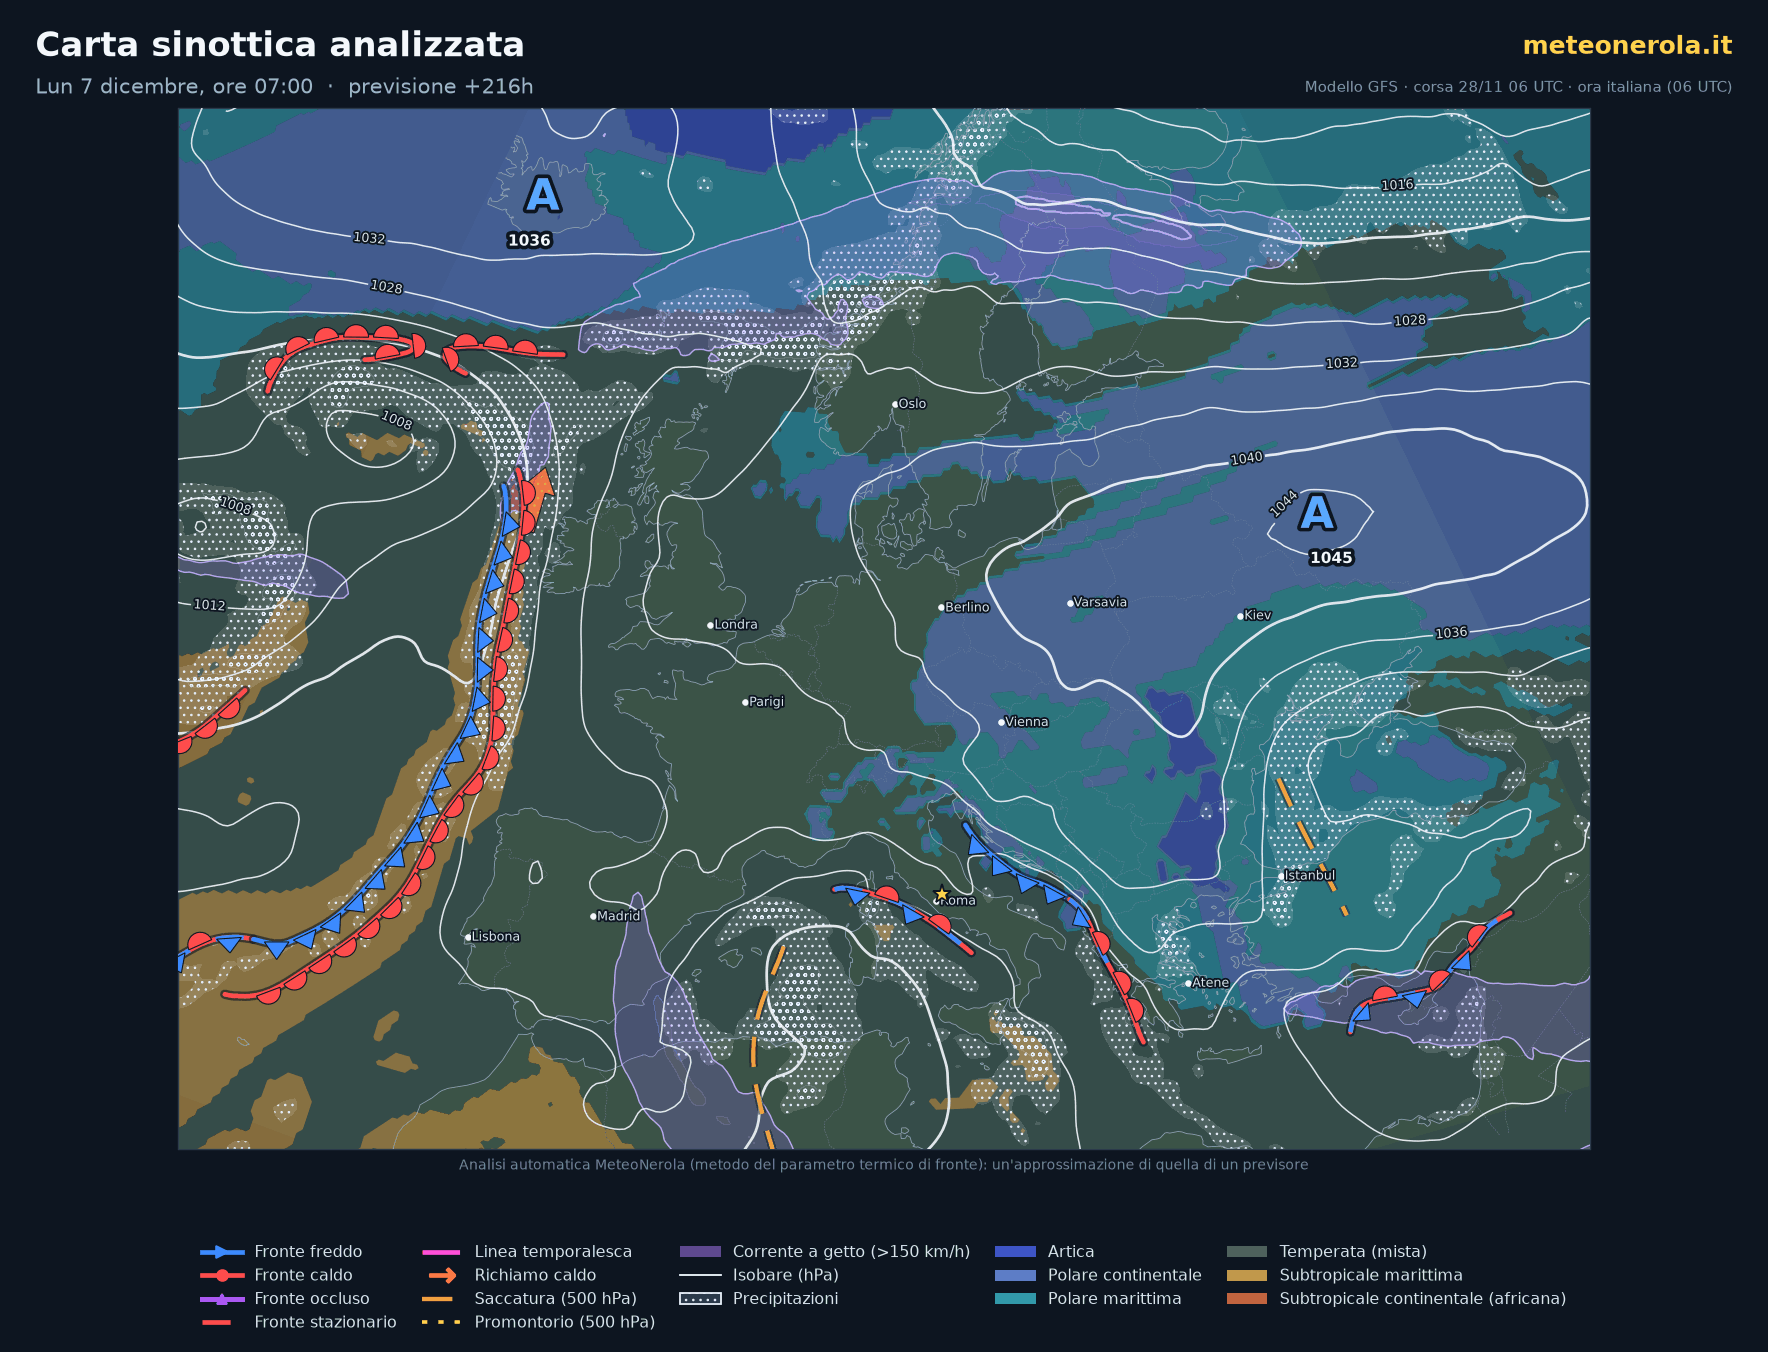 Carta sinottica analizzata
meteonerola.it
Lun 7 dicembre, ore 07:00 · previsione +216h
Modello GFS · corsa 28/11 06 UTC · ora italiana (06 UTC)
A
1036
1032
1028
1016
1028
1032
1008
Oslo
1040
1044
A
1045
1008
1012
Berlino
Varsavia
Kiev
Londra
1036
Parigi
Vienna
Istanbul
Roma
Madrid
Lisbona
Atene
Analisi automatica MeteoNerola (metodo del parametro termico di fronte): un'approssimazione di quella di un previsore
Fronte freddo
Linea temporalesca
Corrente a getto (>150 km/h)
Artica
Temperata (mista)
Fronte caldo
Richiamo caldo
Isobare (hPa)
Polare continentale
Subtropicale marittima
Fronte occluso
Saccatura (500 hPa)
Precipitazioni
Polare marittima
Subtropicale continentale (africana)
Fronte stazionario
Promontorio (500 hPa)